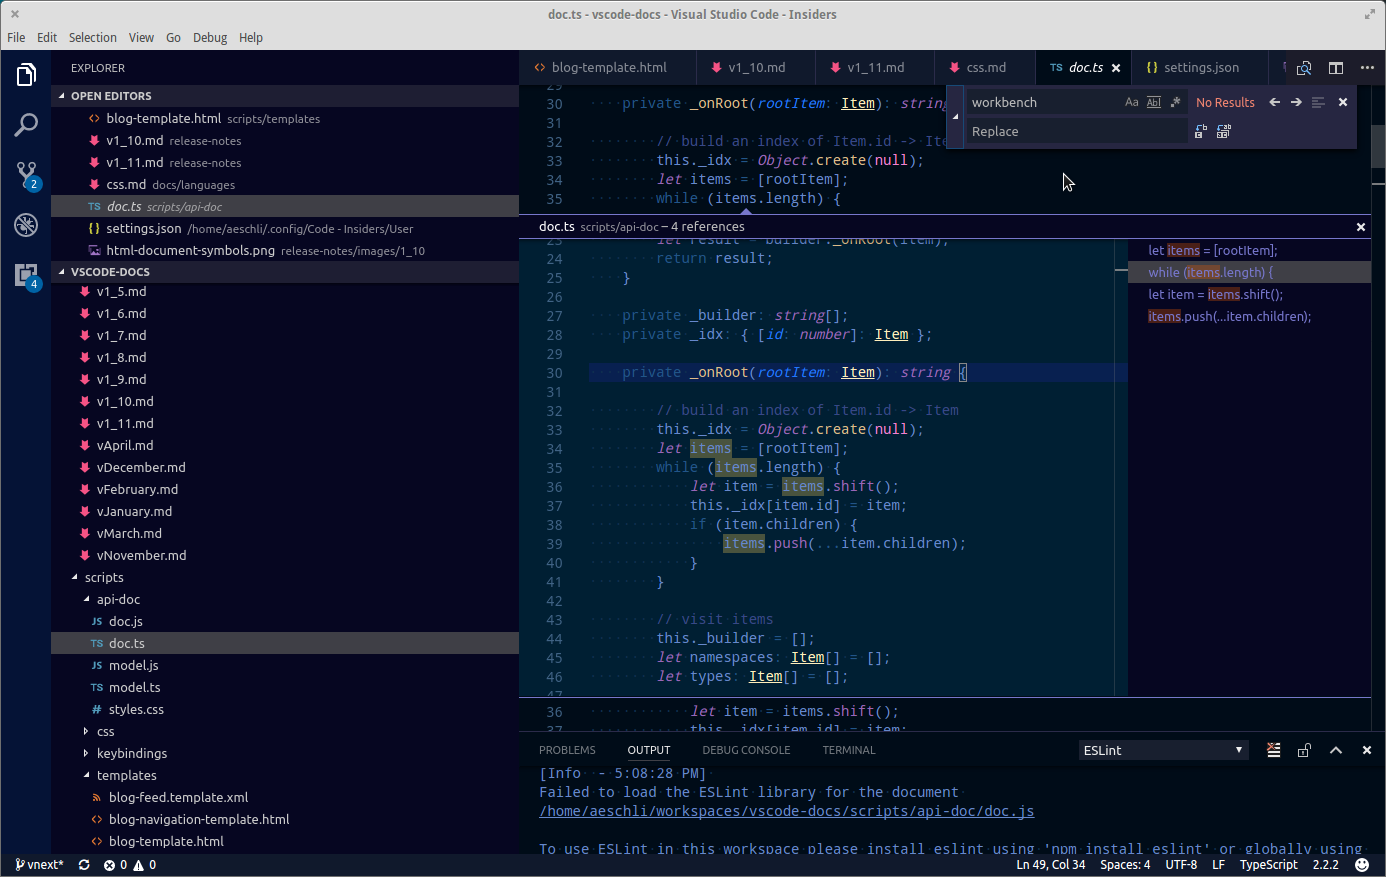 doc.ts - vscode-docs - Visual Studio Code - Insiders
File Edit Selection View Go Debug Help
EXPLORER
OPEN EDITORS
blog-template.html scripts/templates
v1_10.md release-notes
v1_11.md release-notes
css.md docs/languages
TS doc.ts scripts/api-doc
{} settings.json /home/aeschli/.config/Code - Insiders/User
html-document-symbols.png release-notes/images/1_10
VSCODE-DOCS
v1_5.md
v1_6.md
v1_7.md
v1_8.md
v1_9.md
v1_10.md
v1_11.md
vApril.md
vDecember.md
vFebruary.md
vJanuary.md
vMarch.md
vNovember.md
scripts
api-doc
JS doc.js
TS doc.ts
JS model.js
TS model.ts
# styles.css
css
keybindings
templates
blog-feed.template.xml
blog-navigation-template.html
blog-template.html
2
4
blog-template.html v1_10.md v1_11.md css.md TS doc.ts {} settings.json
workbench Aa Abl .* No Results
Replace
29
30 private _onRoot(rootItem: Item): string
31
32 // build an index of Item.id -> Ite
33 this._idx = Object.create(null);
34 let items = [rootItem];
35 while (items.length) {
doc.ts scripts/api-doc – 4 references
23 let result = builder._onRoot(item);
24 return result;
25 }
26
27 private _builder: string[];
28 private _idx: { [id: number]: Item };
29
30 private _onRoot(rootItem: Item): string {
31
32 // build an index of Item.id -> Item
33 this._idx = Object.create(null);
34 let items = [rootItem];
35 while (items.length) {
36 let item = items.shift();
37 this._idx[item.id] = item;
38 if (item.children) {
39 items.push(...item.children);
40 }
41 }
42
43 // visit items
44 this._builder = [];
45 let namespaces: Item[] = [];
46 let types: Item[] = [];
47
let items = [rootItem];
while (items.length) {
let item = items.shift();
items.push(...item.children);
36 let item = items.shift();
37 this._idx[item.id] = item;
PROBLEMS OUTPUT DEBUG CONSOLE TERMINAL ESLint
[Info - 5:08:28 PM]
Failed to load the ESLint library for the document
/home/aeschli/workspaces/vscode-docs/scripts/api-doc/doc.js
To use ESLint in this workspace please install eslint using 'npm install eslint' or globally using
vnext* 0 0 Ln 49, Col 34 Spaces: 4 UTF-8 LF TypeScript 2.2.2